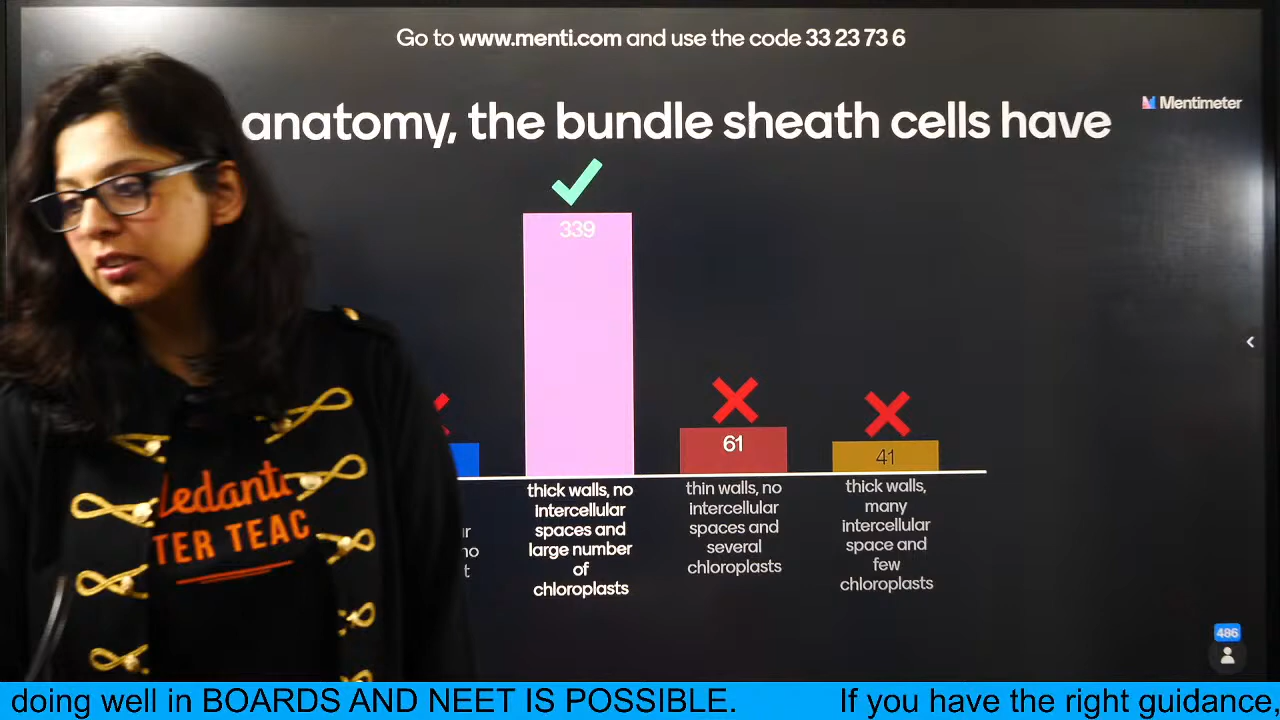 Go to www.menti.com and use the code 33 23 73 6
Mentimeter
anatomy, the bundle sheath cells have
339
61
41
thick walls, no
intercellular
spaces and
large number
of
chloroplasts
thin walls, no
intercellular
spaces and
several
chloroplasts
thick walls,
many
intercellular
space and
few
chloroplasts
edant
TER TEAC
486
doing well in BOARDS AND NEET IS POSSIBLE.
If you have the right guidance,